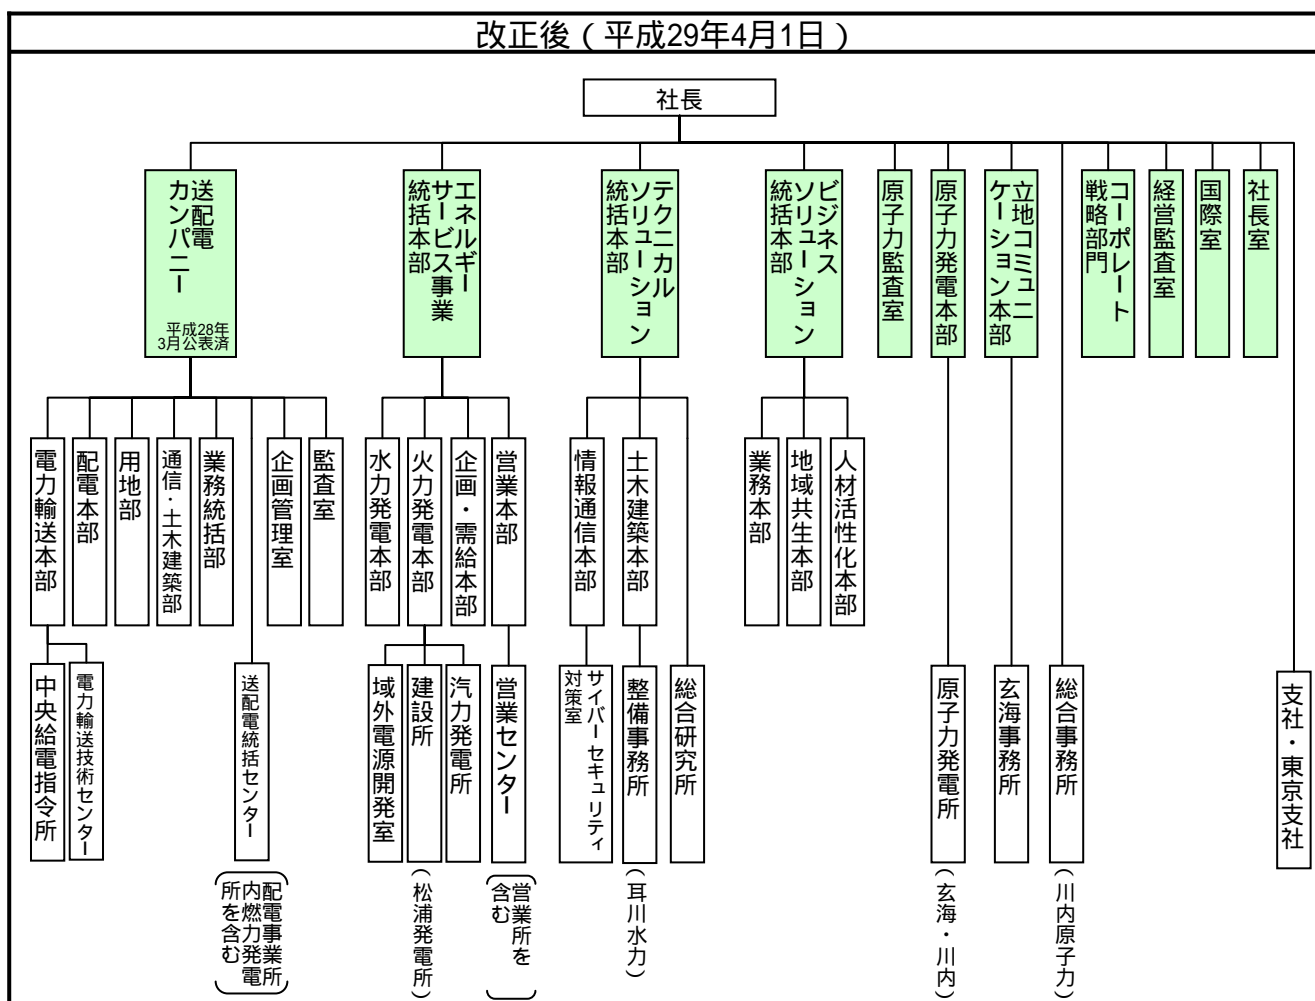 改正後(平成29年4月1日)
社長
送配電
カンパニー
平成28年
3月公表済
エネルギー
サービス事業
統括本部
テクニカル
ソリューション
統括本部
ビジネス
ソリューション
統括本部
原子力監査室
原子力発電本部
立地コミュニ
ケーション本部
コーポレート
戦略部門
経営監査室
国際室
社長室
電力輸送本部
配電本部
用地部
通信・土木建築部
業務統括部
企画管理室
監査室
水力発電本部
火力発電本部
企画・需給本部
営業本部
情報通信本部
土木建築本部
業務本部
地域共生本部
人材活性化本部
中央給電指令所
電力輸送技術センター
送配電統括センター
域外電源開発室
建設所
汽力発電所
営業センター
サイバーセキュリティ
対策室
整備事務所
総合研究所
原子力発電所
玄海事務所
総合事務所
支社・東京支社
配電事業所
内燃力発電
所を含む
(松浦発電所)
営業所を
含む
(耳川水力)
(玄海・川内)
(川内原子力)